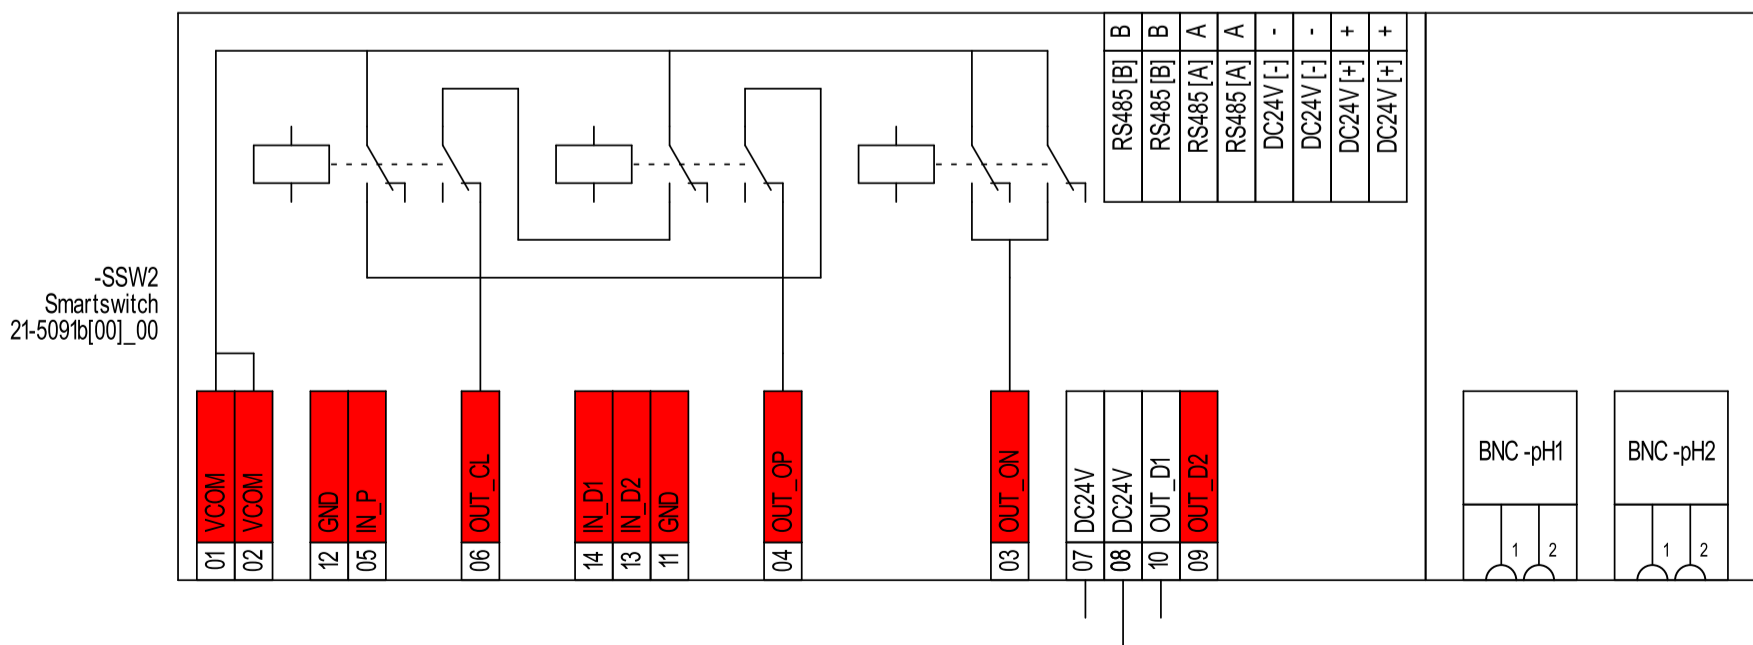 B
B
A
A
-
-
+
+
RS485 [B]
RS485 [B]
RS485 [A]
RS485 [A]
DC24V [-]
DC24V [-]
DC24V [+]
DC24V [+]
-SSW2
Smartswitch
21-5091b[00]_00
VCOM
VCOM
GND
IN_P
OUT_CL
IN_D1
IN_D2
GND
OUT_OP
OUT_ON
DC24V
DC24V
OUT_D1
OUT_D2
01
02
12
05
06
14
13
11
04
03
07
08
10
09
BNC -pH1
BNC -pH2
1
2
1
2